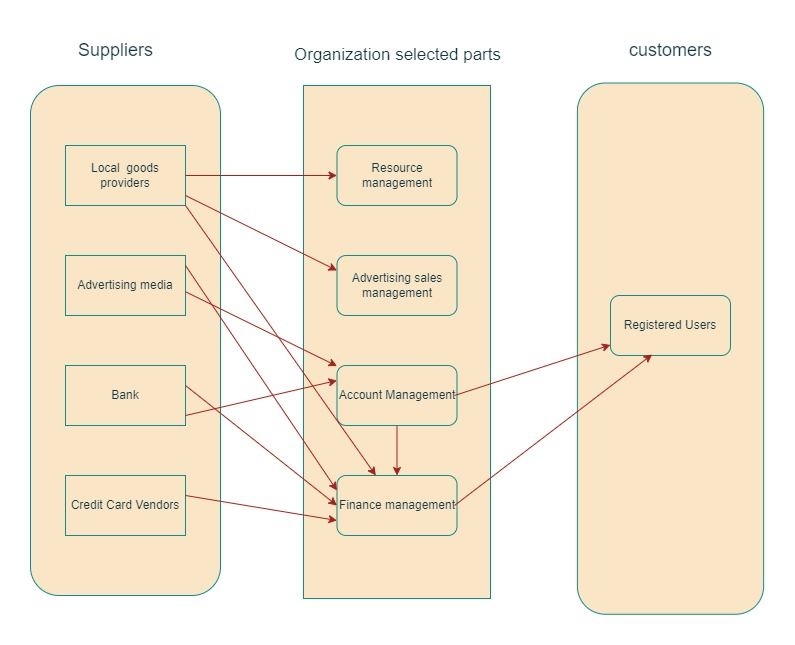 Suppliers
Organization selected parts
customers
Local goods
providers
Resource
management
Advertising media
Advertising sales
management
Registered Users
Bank
Account Management
Credit Card Vendors
Finance management